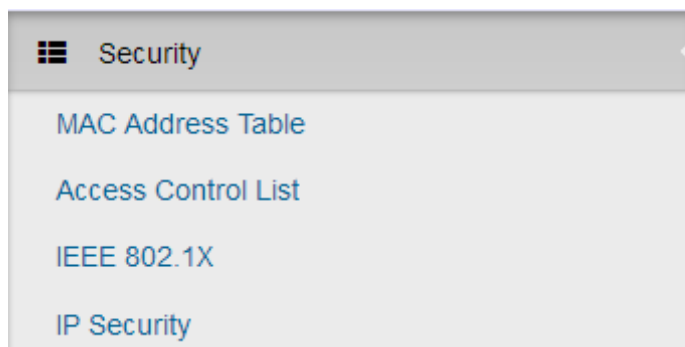 Security
MAC Address Table
Access Control List
IEEE 802.1X
IP Security